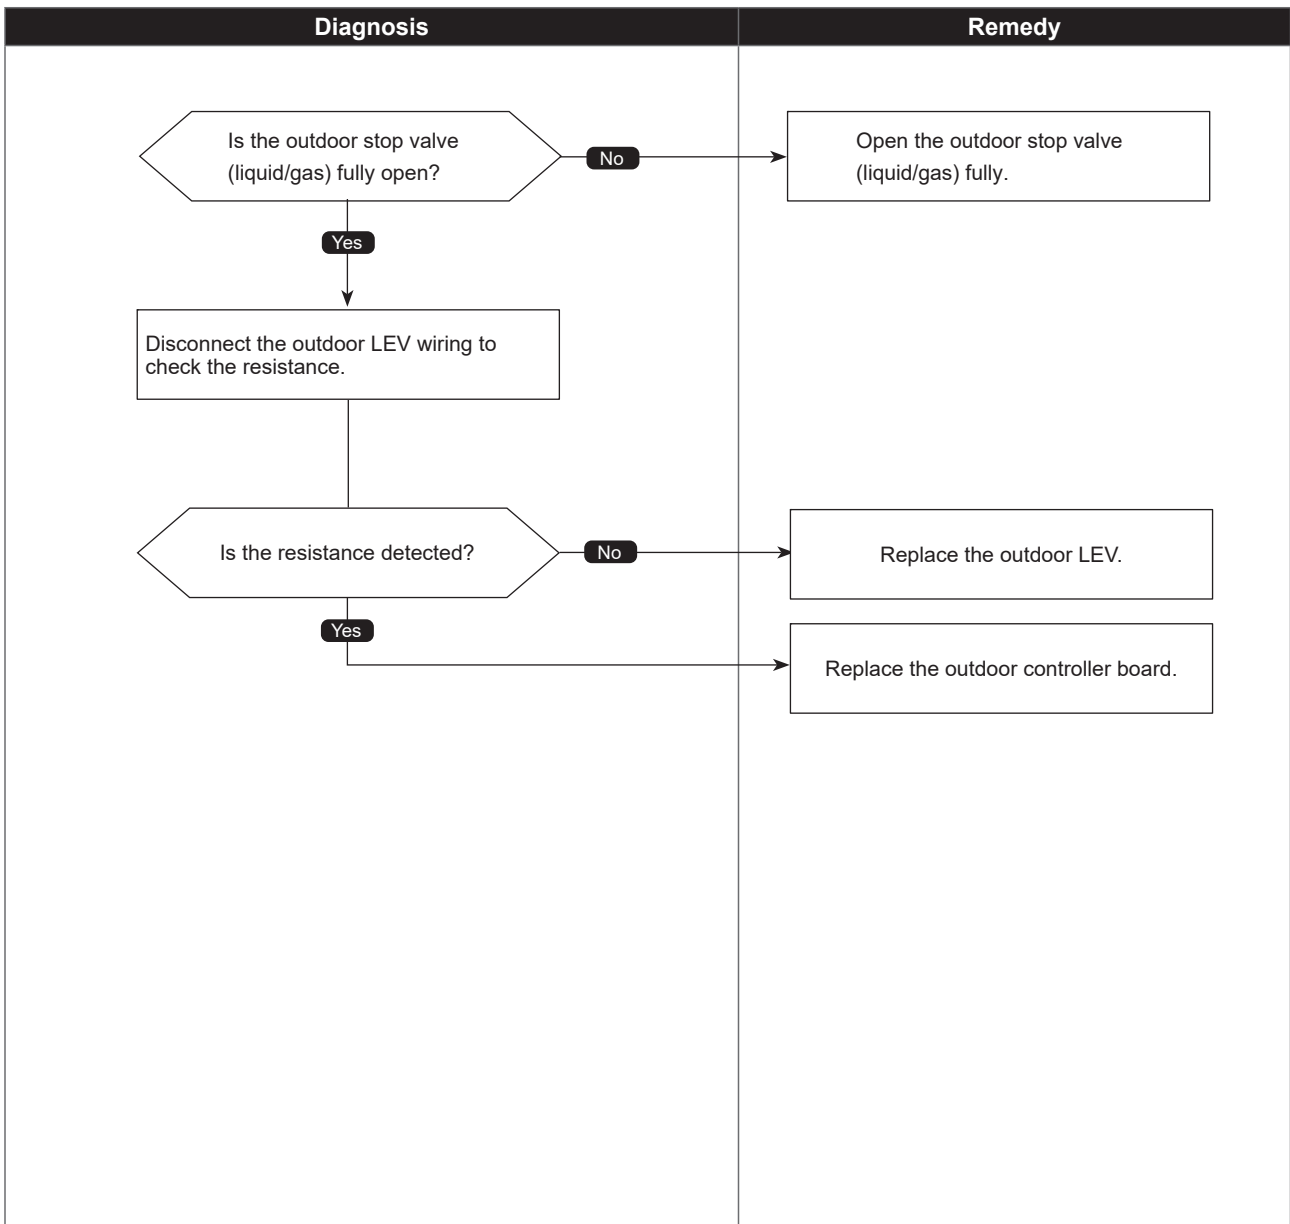 Diagnosis
Remedy
Is the outdoor stop valve
(liquid/gas) fully open?
No
Open the outdoor stop valve
(liquid/gas) fully.
Yes
Disconnect the outdoor LEV wiring to
check the resistance.
Is the resistance detected?
No
Replace the outdoor LEV.
Yes
Replace the outdoor controller board.